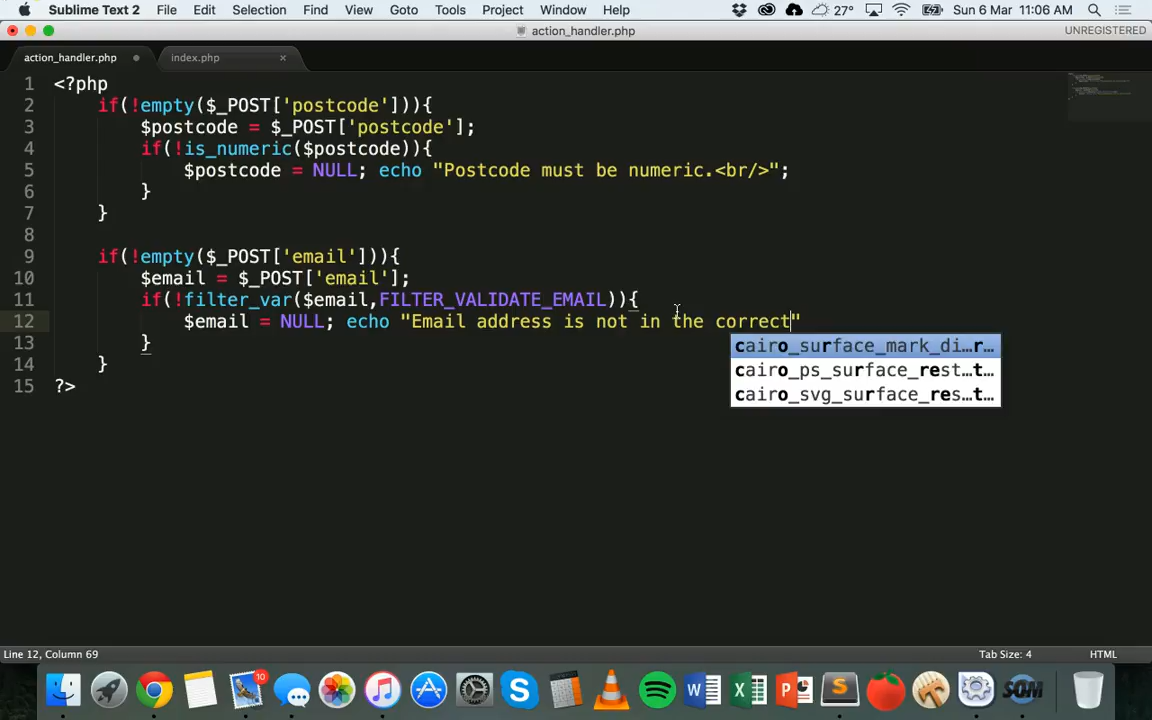 Sublime Text 2 File Edit Selection Find View Goto Tools Project Window Help 27° Sun 6 Mar 11:06 AM
action_handler.php UNREGISTERED
action_handler.php index.php
1 <?php
2 if(!empty($_POST['postcode'])){
3 $postcode = $_POST['postcode'];
4 if(!is_numeric($postcode)){
5 $postcode = NULL; echo "Postcode must be numeric.<br/>";
6 }
7 }
8
9 if(!empty($_POST['email'])){
10 $email = $_POST['email'];
11 if(!filter_var($email,FILTER_VALIDATE_EMAIL)){
12 $email = NULL; echo "Email address is not in the correct"
cairo_surface_mark_di…r…
13 }
cairo_ps_surface_rest…t…
14 }
cairo_svg_surface_res…t…
15 ?>
Line 12, Column 69 Tab Size: 4 HTML
10
SOM